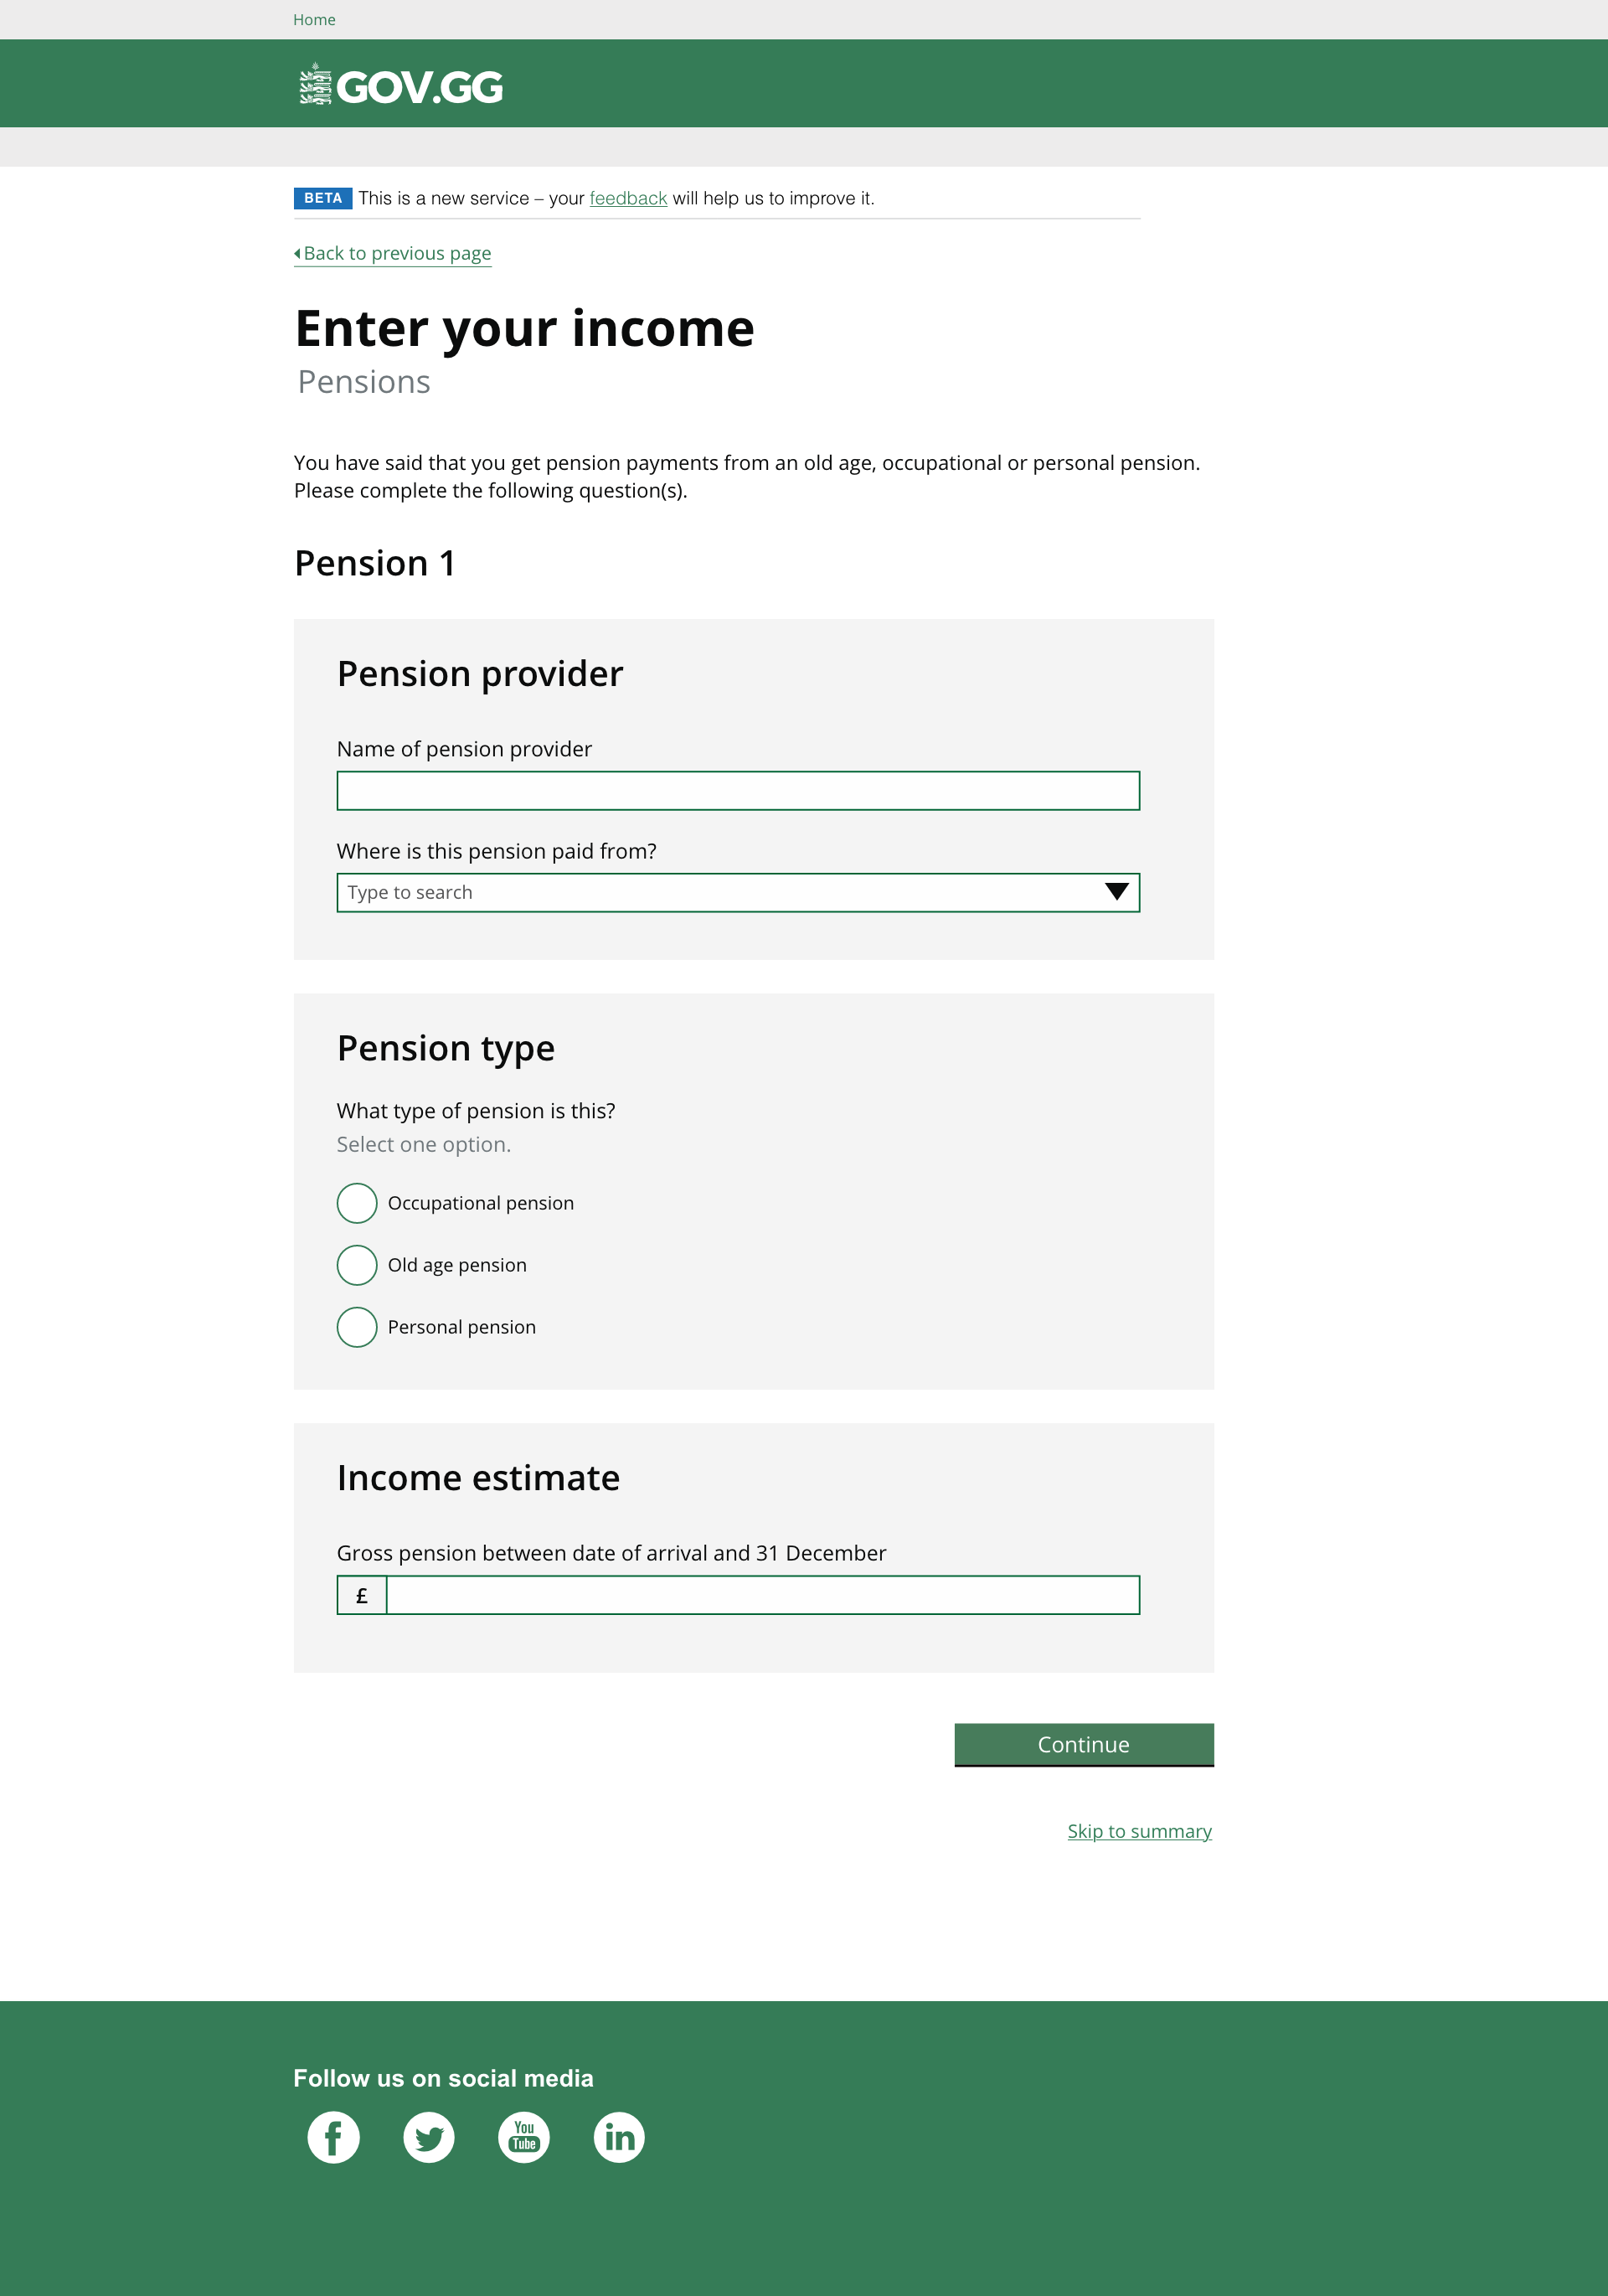 Home
GOV.GG
BETA This is a new service – your feedback will help us to improve it.
Back to previous page
Enter your income
Pensions
You have said that you get pension payments from an old age, occupational or personal pension.
Please complete the following question(s).
Pension 1
Pension provider
Name of pension provider
Where is this pension paid from?
Type to search
Pension type
What type of pension is this?
Select one option.
Occupational pension
Old age pension
Personal pension
Income estimate
Gross pension between date of arrival and 31 December
£
Continue
Skip to summary
Follow us on social media
f
You
Tube
in